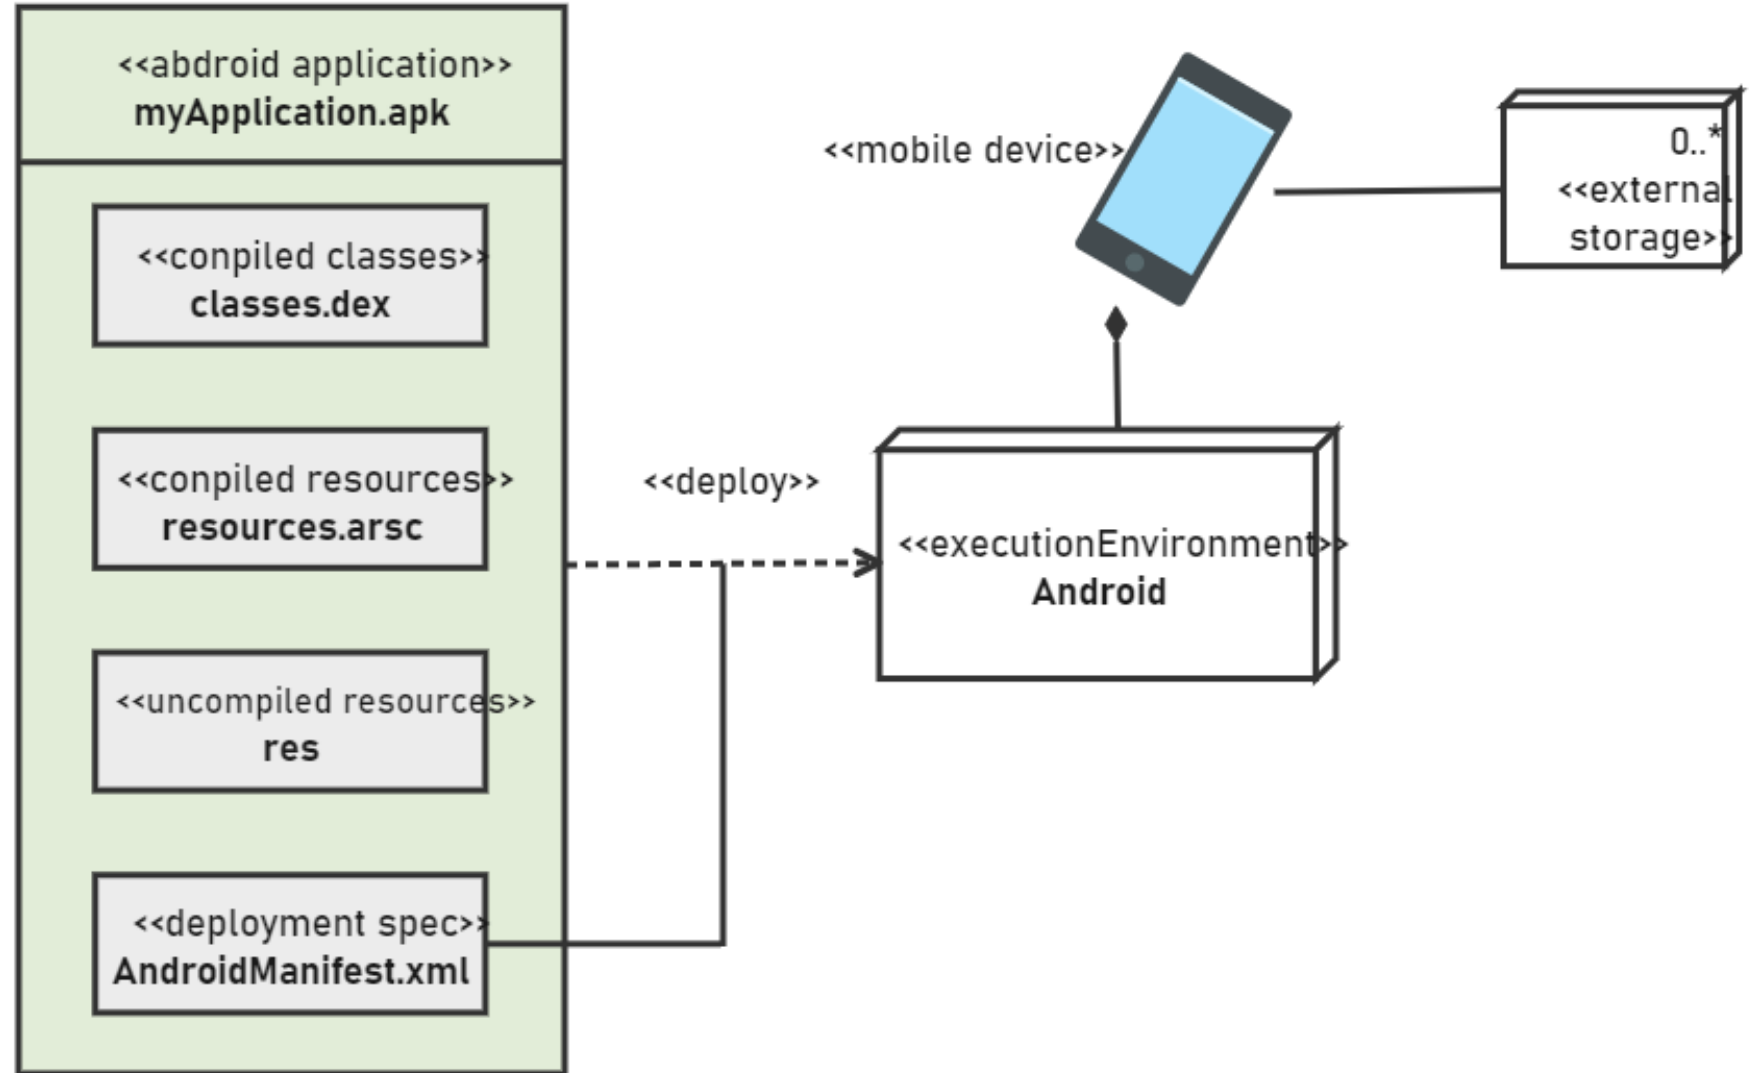 <<abdroid application>>
myApplication.apk
<<conpiled classes>>
classes.dex
<<conpiled resources>>
resources.arsc
<<uncompiled resources>>
res
<<deployment spec>>
AndroidManifest.xml
<<deploy>>
<<mobile device>>
0..*
<<external
storage>>
<<executionEnvironment>>
Android